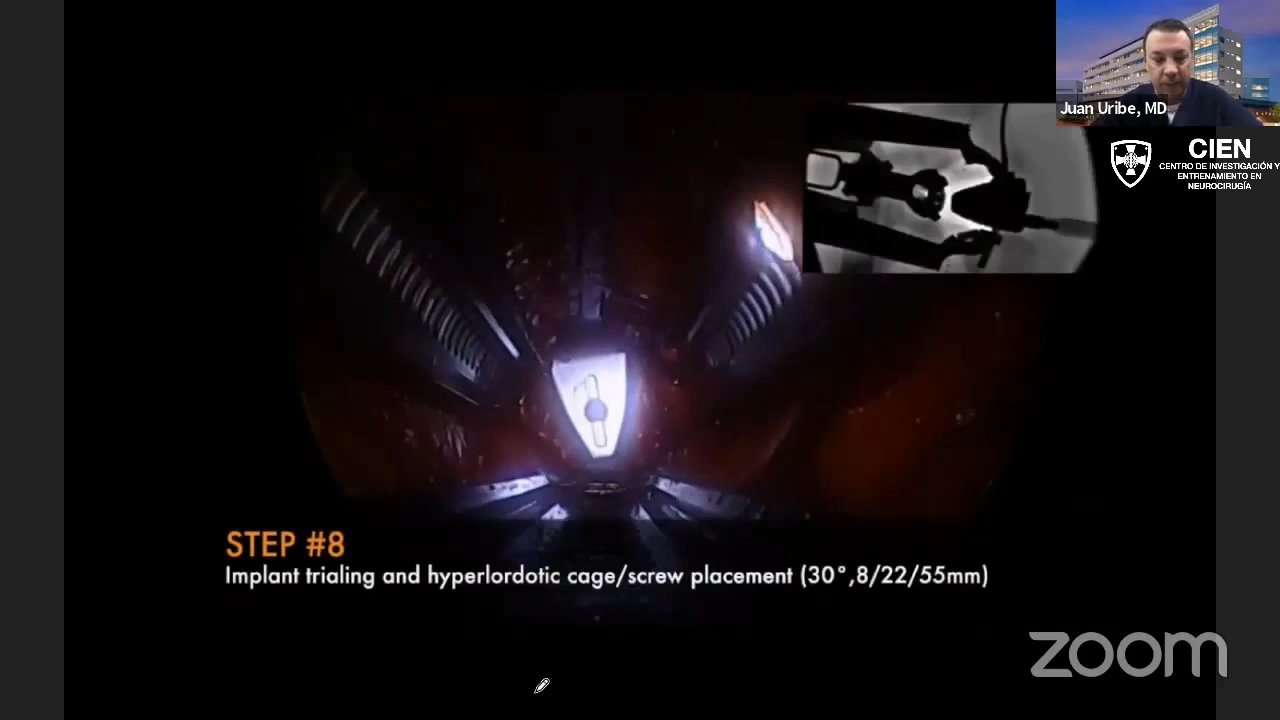 Juan Uribe, MD
CIEN
CENTRO DE INVESTIGACIÓN Y
ENTRENAMIENTO EN
NEUROCIRUGÍA
STEP #8
Implant trialing and hyperlordotic cage/screw placement (30°,8/22/55mm)
zoom